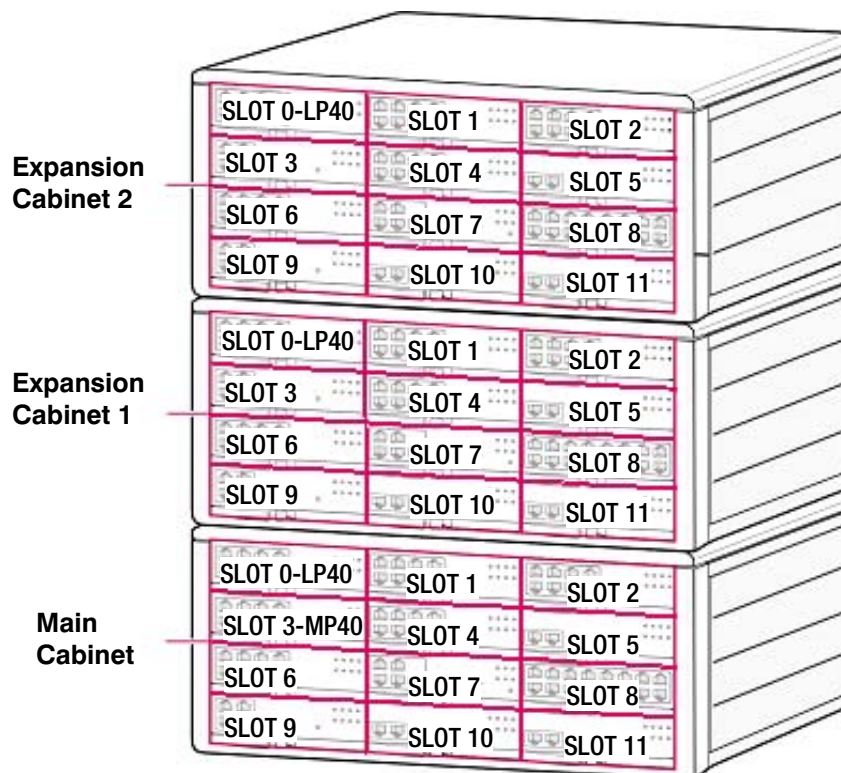 Expansion
Cabinet 2
SLOT 0-LP40 SLOT 1 SLOT 2
SLOT 3 SLOT 4 SLOT 5
SLOT 6 SLOT 7 SLOT 8
SLOT 9 SLOT 10 SLOT 11
Expansion
Cabinet 1
SLOT 0-LP40 SLOT 1 SLOT 2
SLOT 3 SLOT 4 SLOT 5
SLOT 6 SLOT 7 SLOT 8
SLOT 9 SLOT 10 SLOT 11
Main
Cabinet
SLOT 0-LP40 SLOT 1 SLOT 2
SLOT 3-MP40 SLOT 4 SLOT 5
SLOT 6 SLOT 7 SLOT 8
SLOT 9 SLOT 10 SLOT 11